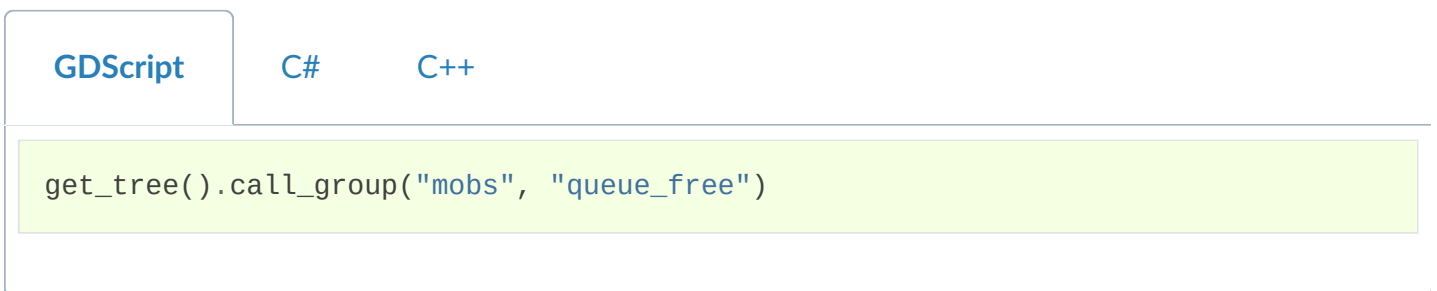 GDScript C# C++
get_tree().call_group("mobs", "queue_free")